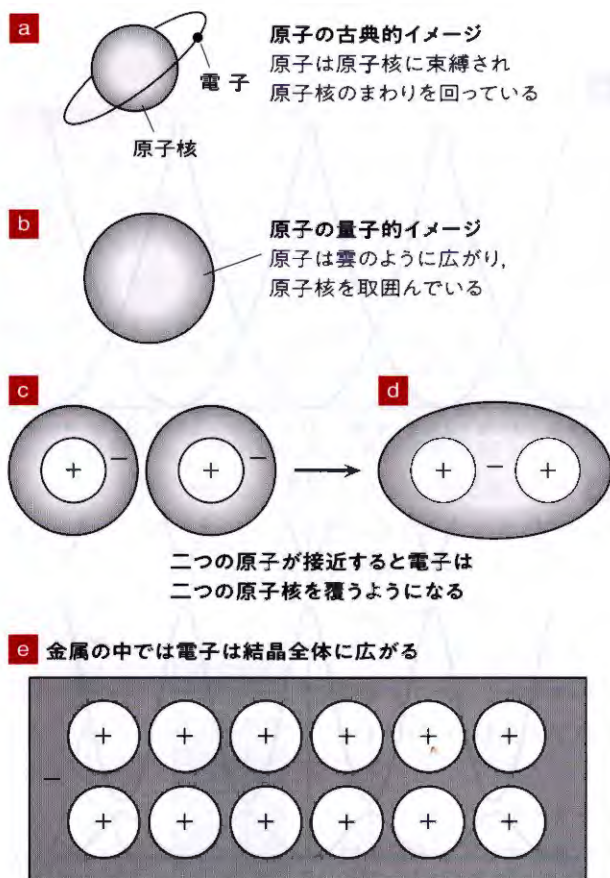 a
原子の古典的イメージ
原子は原子核に束縛され
原子核のまわりを回っている
電子
原子核
b
原子の量子的イメージ
原子は雲のように広がり,
原子核を取囲んでいる
c
d
+ − + −
+ − +
二つの原子が接近すると電子は
二つの原子核を覆うようになる
e 金属の中では電子は結晶全体に広がる
+ + + + + +
−
+ + + + + +